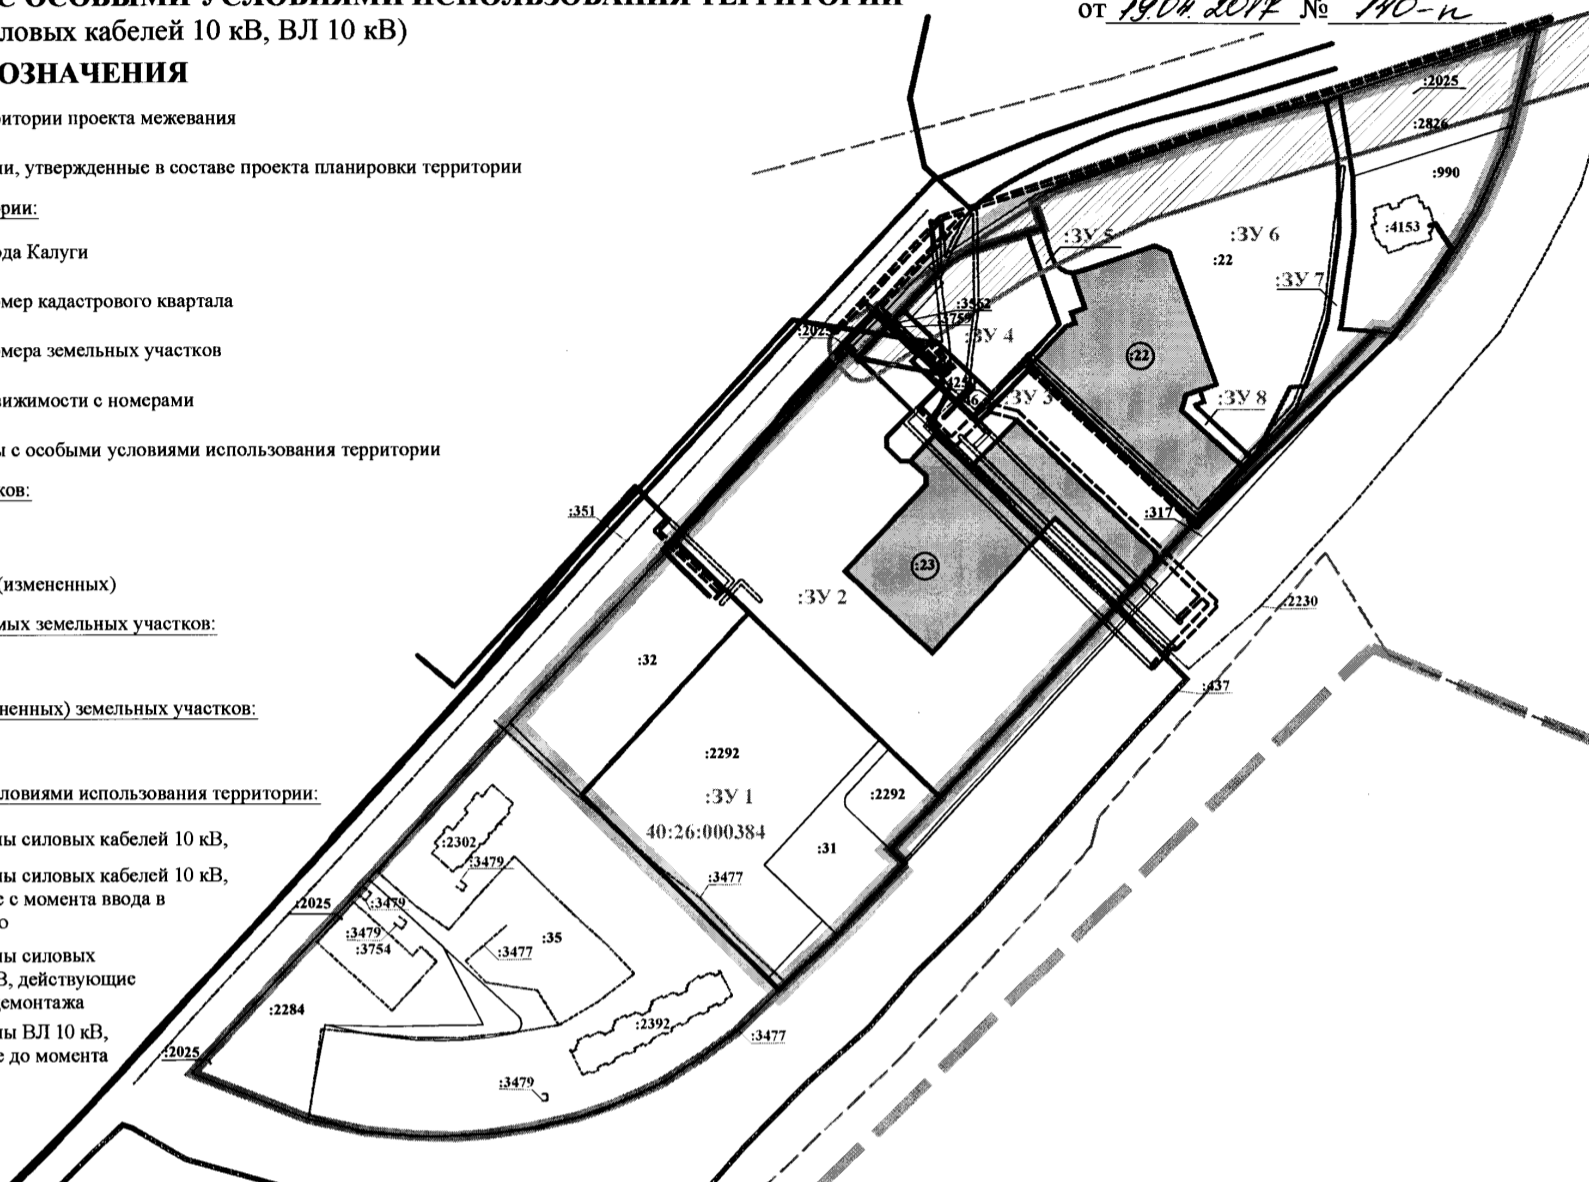 С ОСОБЫМИ УСЛОВИЯМИ ИСПОЛЬЗОВАНИЯ ТЕРРИТОРИИ
ловых кабелей 10 кВ, ВЛ 10 кВ)
ОЗНАЧЕНИЯ
от 19.04.2017 № 140-п
ритории проекта межевания
ии, утвержденные в составе проекта планировки территории
рии:
да Калуги
мер кадастрового квартала
мера земельных участков
вижимости с номерами
ы с особыми условиями использования территории
ков:
(измененных)
мых земельных участков:
ненных) земельных участков:
ловиями использования территории:
ны силовых кабелей 10 кВ,
ны силовых кабелей 10 кВ,
е с момента ввода в
о
ны силовых
В, действующие
демонтажа
ны ВЛ 10 кВ,
е до момента
:2025
:2826
:990
:4153
:ЗУ 5
:ЗУ 6
:22
:ЗУ 7
:3562
:3759
:2025
:ЗУ 4
:22
:ЗУ 3
:ЗУ 8
:351
:317
:23
:ЗУ 2
:2230
:32
:437
:2292
:ЗУ 1
:2292
40:26:000384
:2302
:31
:3479
:3477
:2025
:3479
:3479
:35
:3754
:3477
:2284
:2392
:3477
:2025
:3479